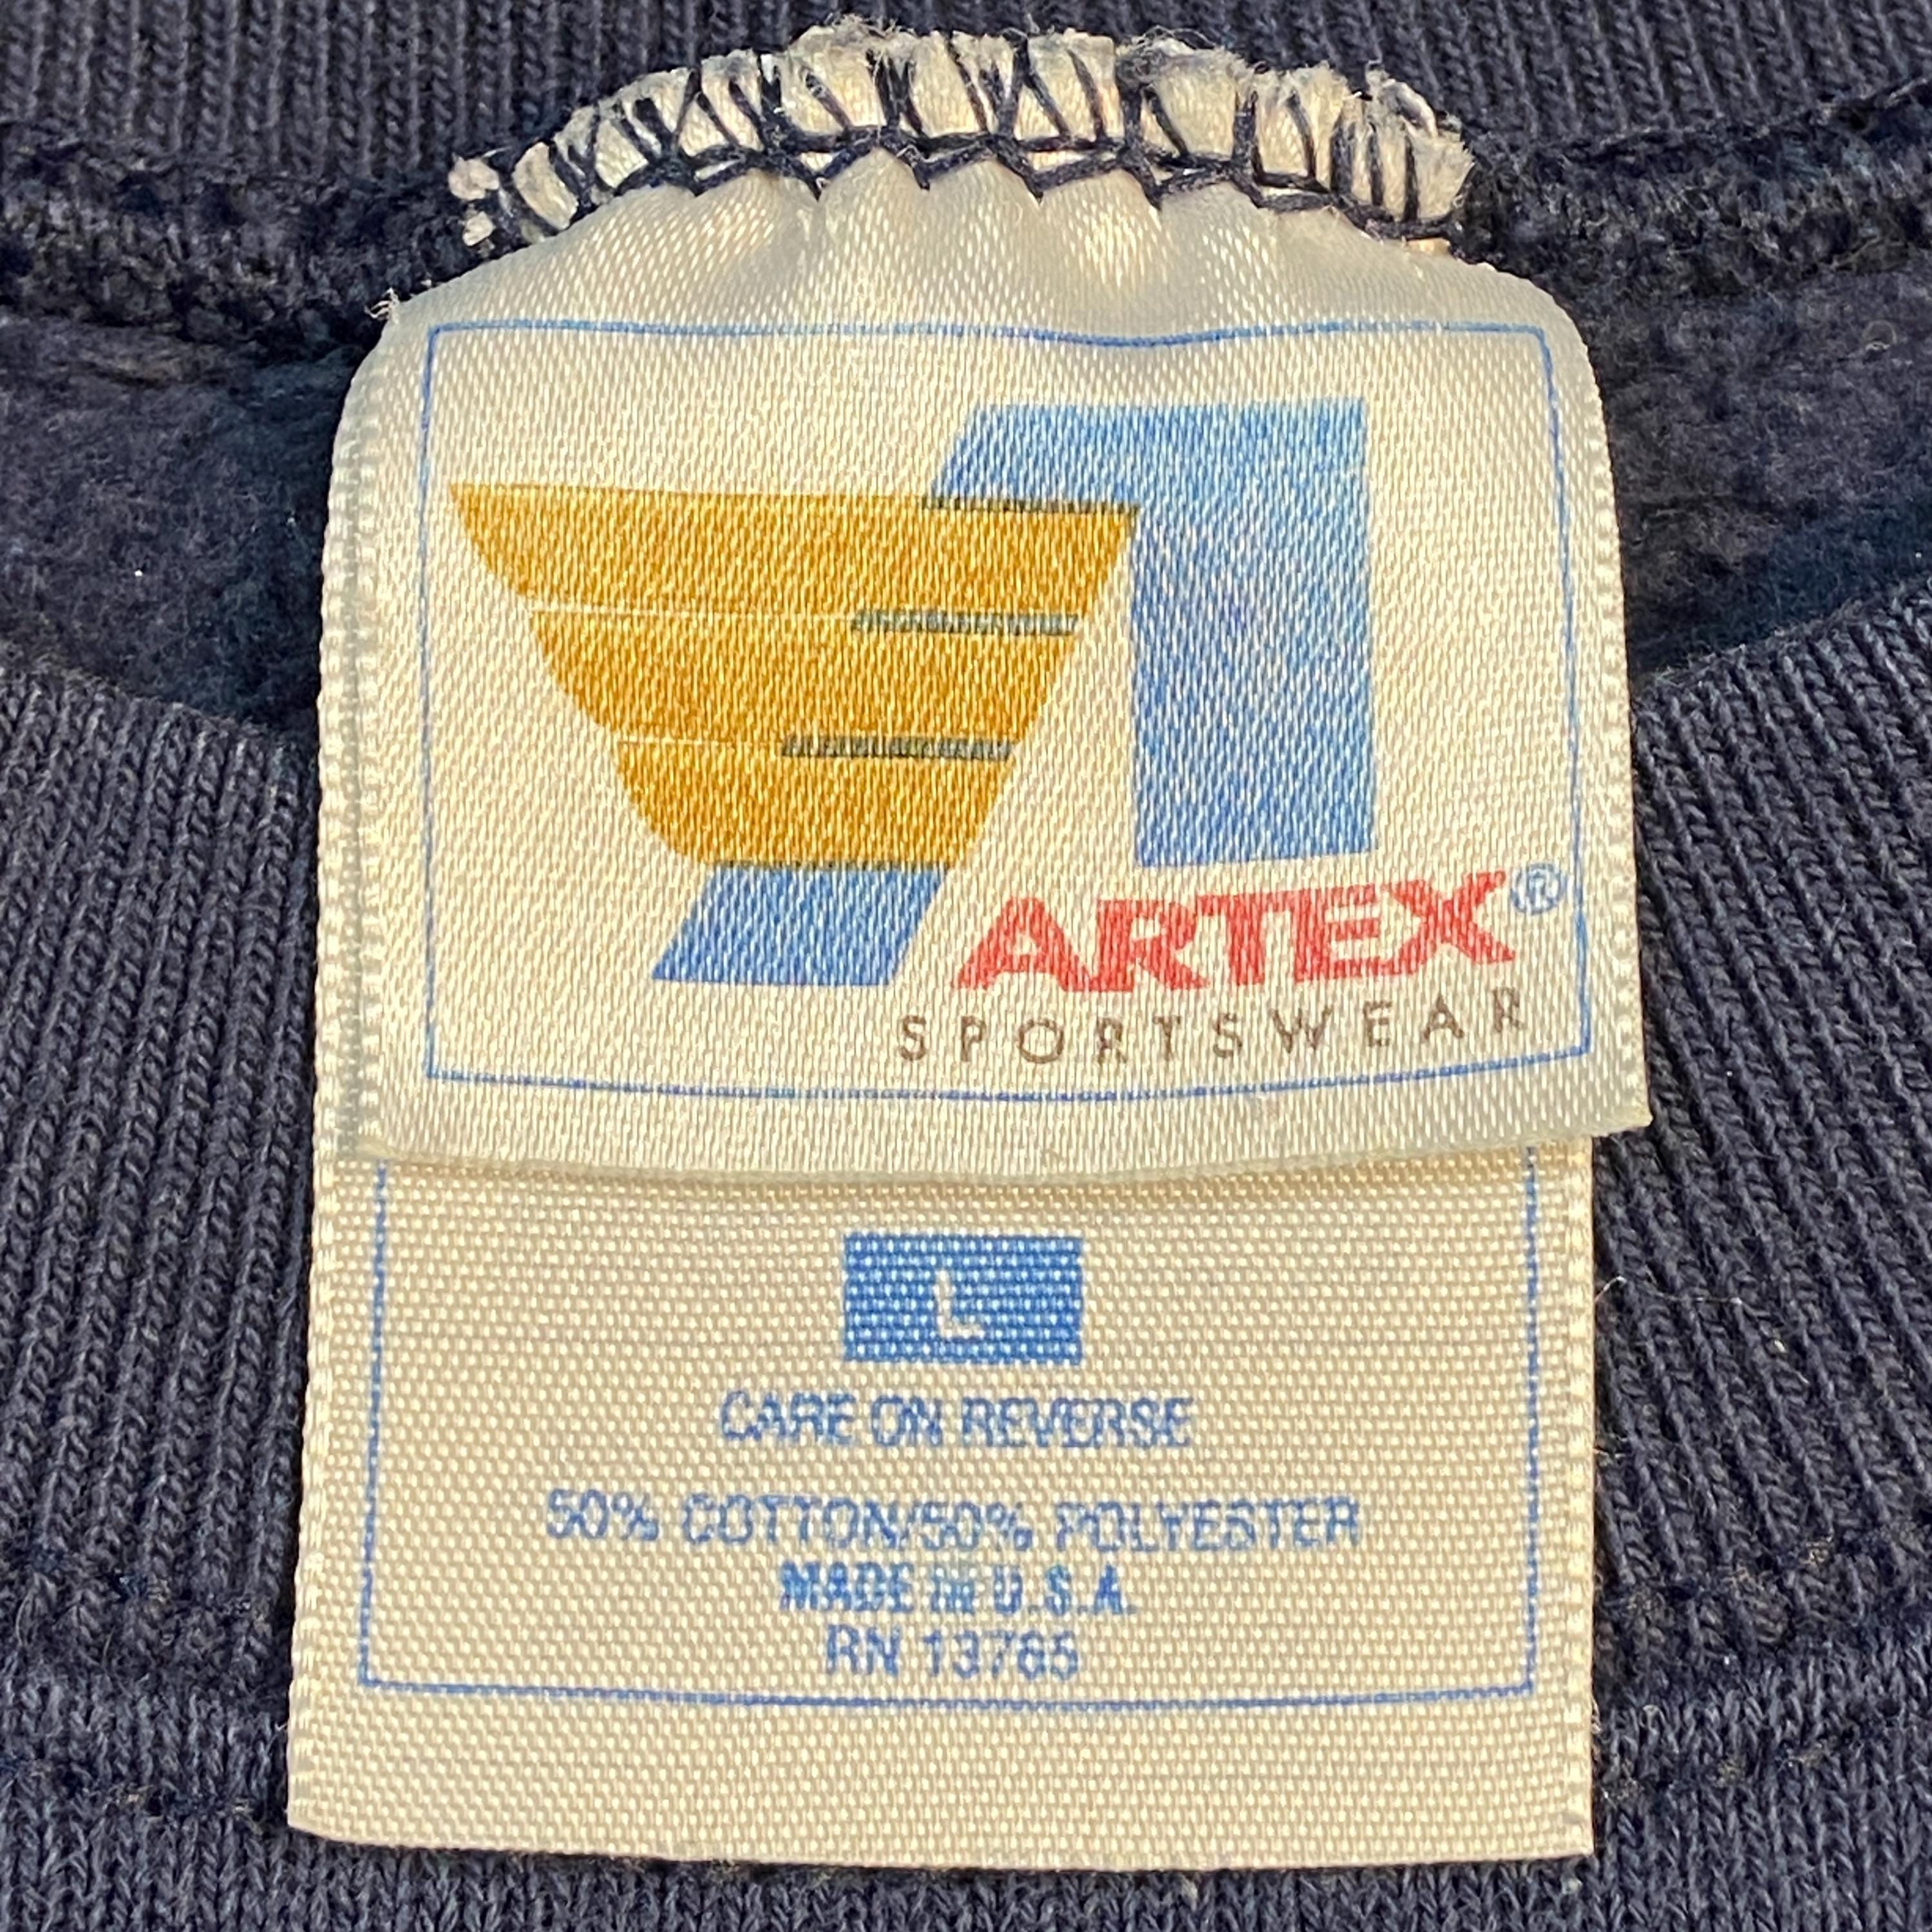 ARTEX®
SPORTSWEAR
L
CARE ON REVERSE
50% COTTON/50% POLYESTER
MADE in U.S.A.
RN 13765